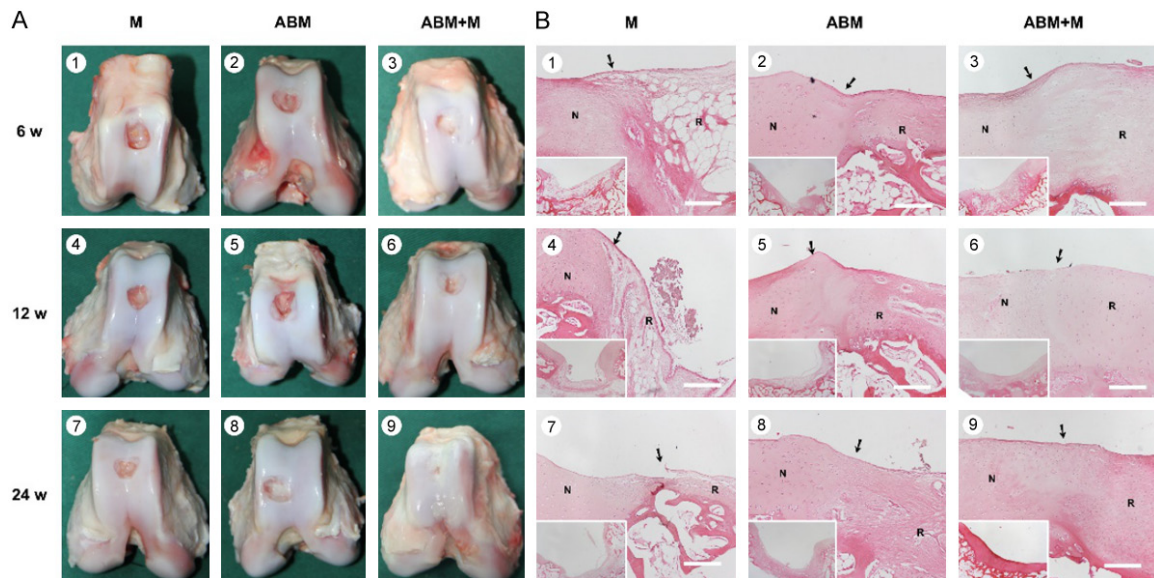 A M ABM ABM+M B M ABM ABM+M
6 w 1 2 3 1 N R 2 N R 3 N R
12 w 4 5 6 4 N R 5 N R 6 N R
24 w 7 8 9 7 N R 8 N R 9 N R